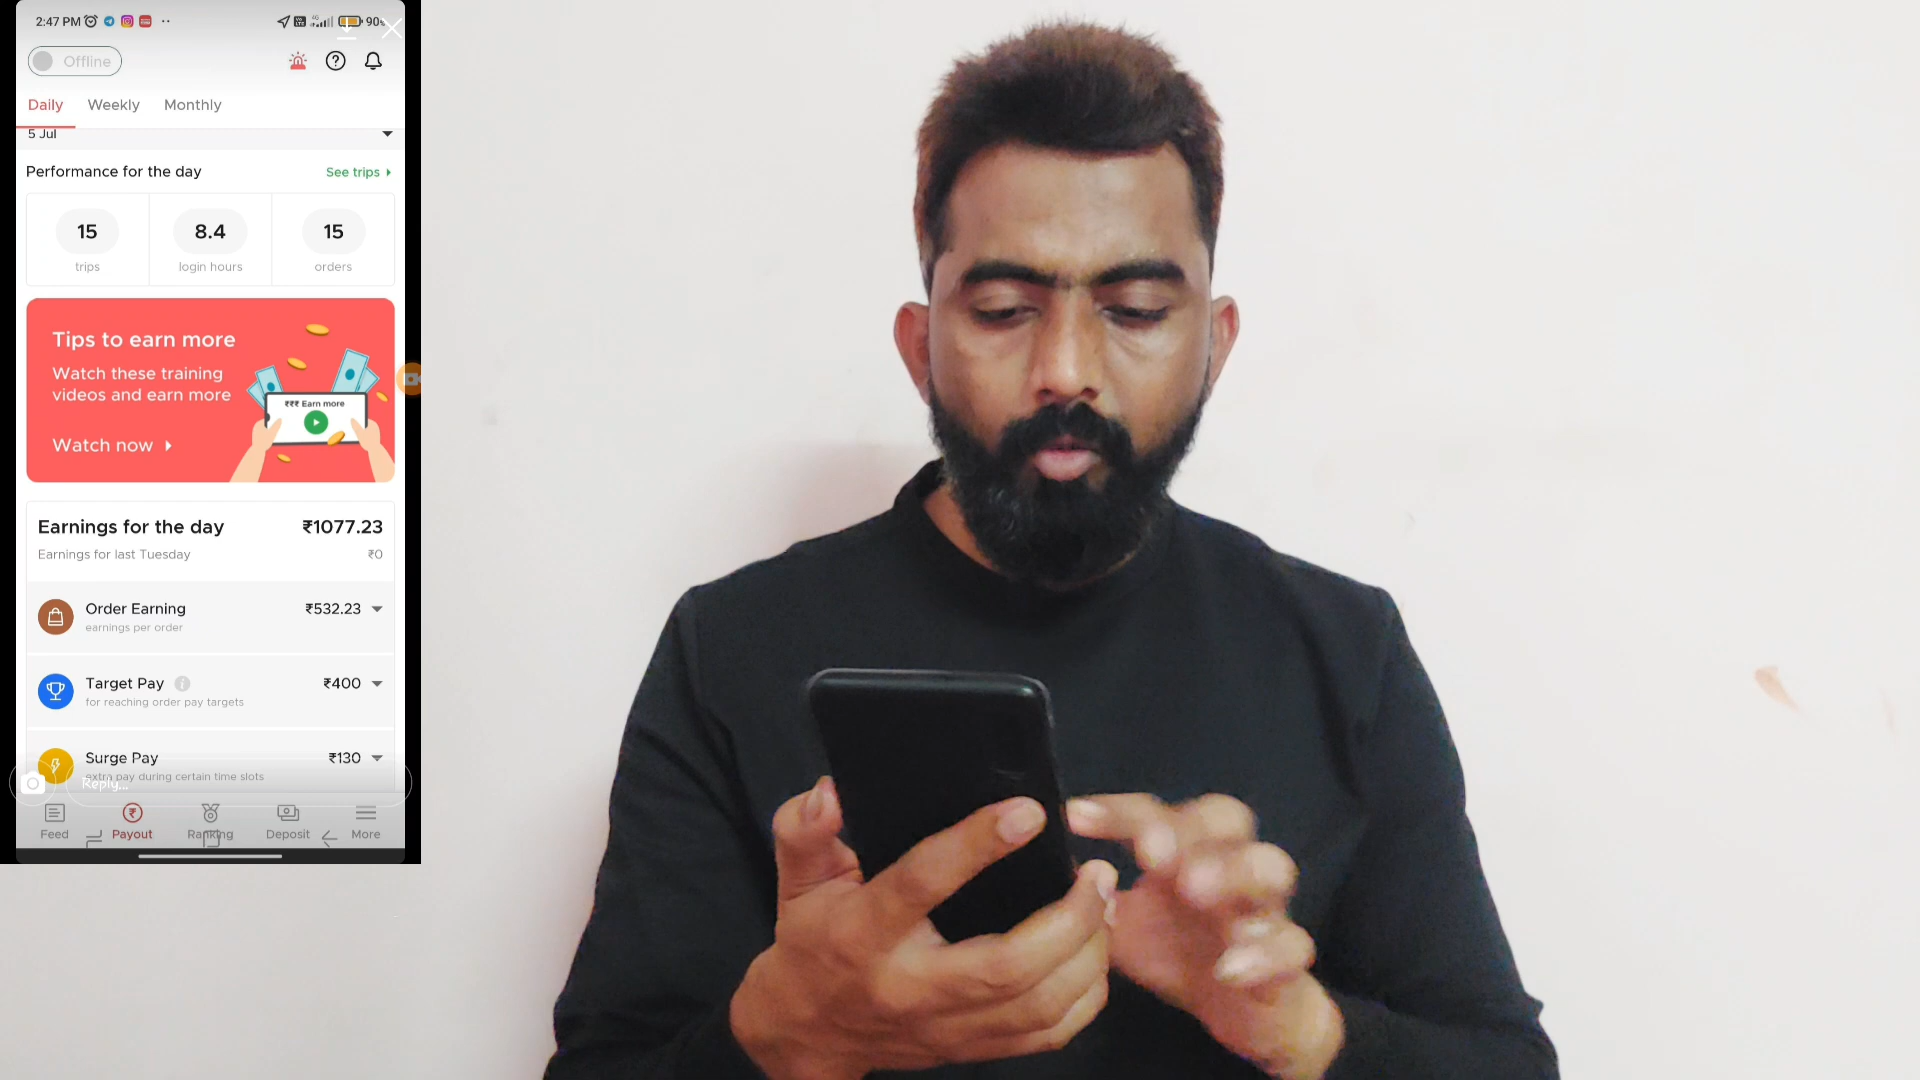 2:47 PM
4G
90
Offline
Daily Weekly Monthly
5 Jul
Performance for the day See trips
15 8.4 15
trips login hours orders
Tips to earn more
Watch these training
videos and earn more
₹₹₹ Earn more
Watch now
Earnings for the day ₹1077.23
Earnings for last Tuesday ₹0
Order Earning ₹532.23
earnings per order
Target Pay ₹400
for reaching order pay targets
Surge Pay ₹130
extra pay during certain time slots
Reply...
Feed Payout Ranking Deposit More